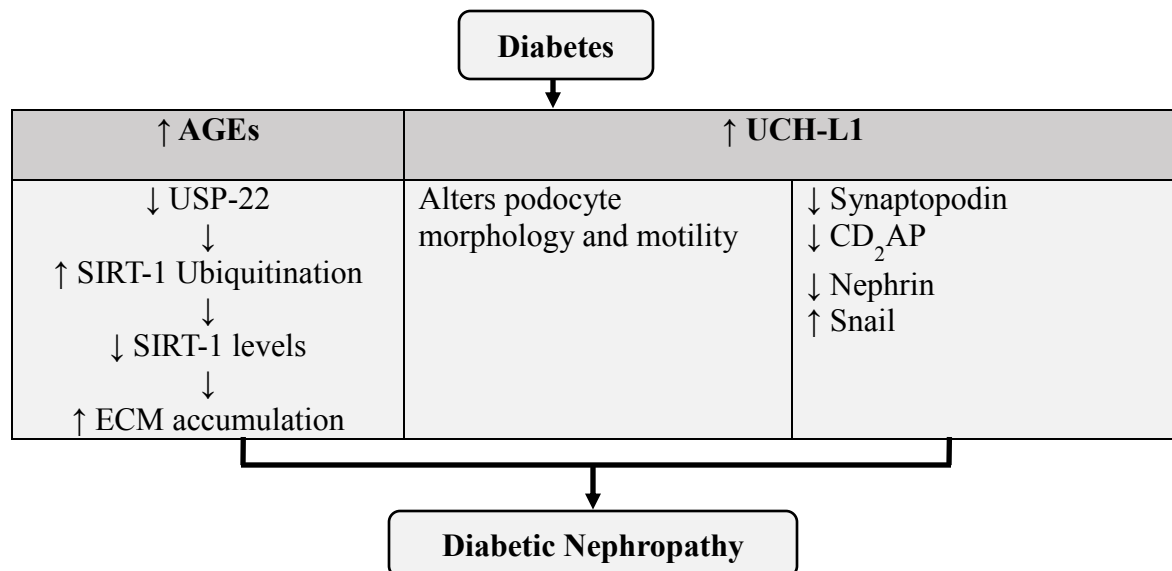 Diabetes
↑ AGEs
↑ UCH-L1
↓ USP-22
↓
↑ SIRT-1 Ubiquitination
↓
↓ SIRT-1 levels
↓
↑ ECM accumulation
Alters podocyte
morphology and motility
↓ Synaptopodin
↓ CD₂AP
↓ Nephrin
↑ Snail
Diabetic Nephropathy